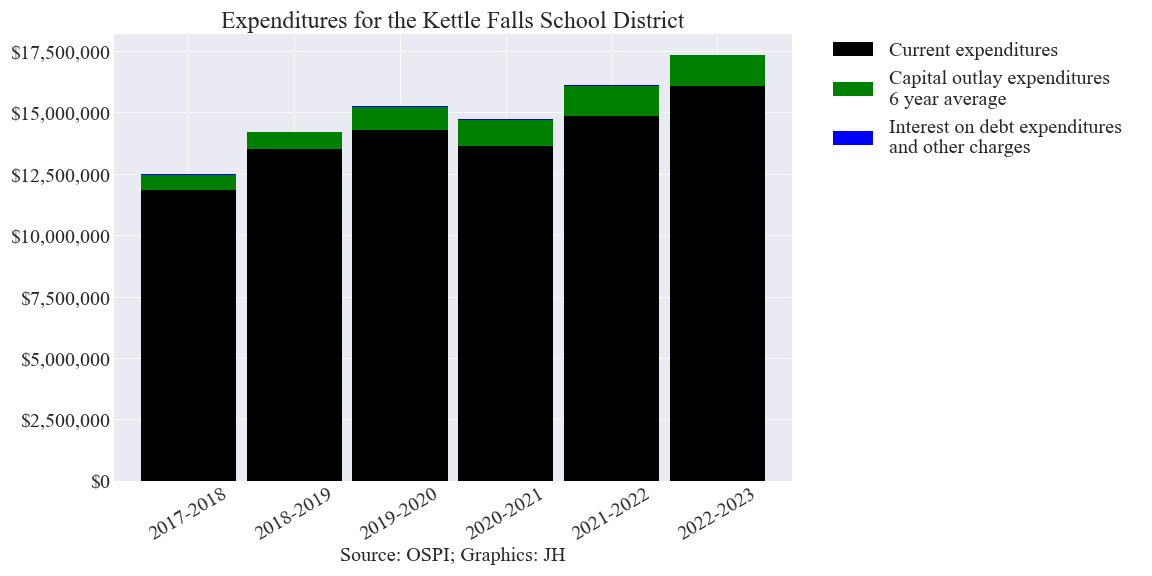 Expenditures for the Kettle Falls School District
$17,500,000
$15,000,000
$12,500,000
$10,000,000
$7,500,000
$5,000,000
$2,500,000
$0
2017-2018
2018-2019
2019-2020
2020-2021
2021-2022
2022-2023
Source: OSPI; Graphics: JH
Current expenditures
Capital outlay expenditures
6 year average
Interest on debt expenditures
and other charges